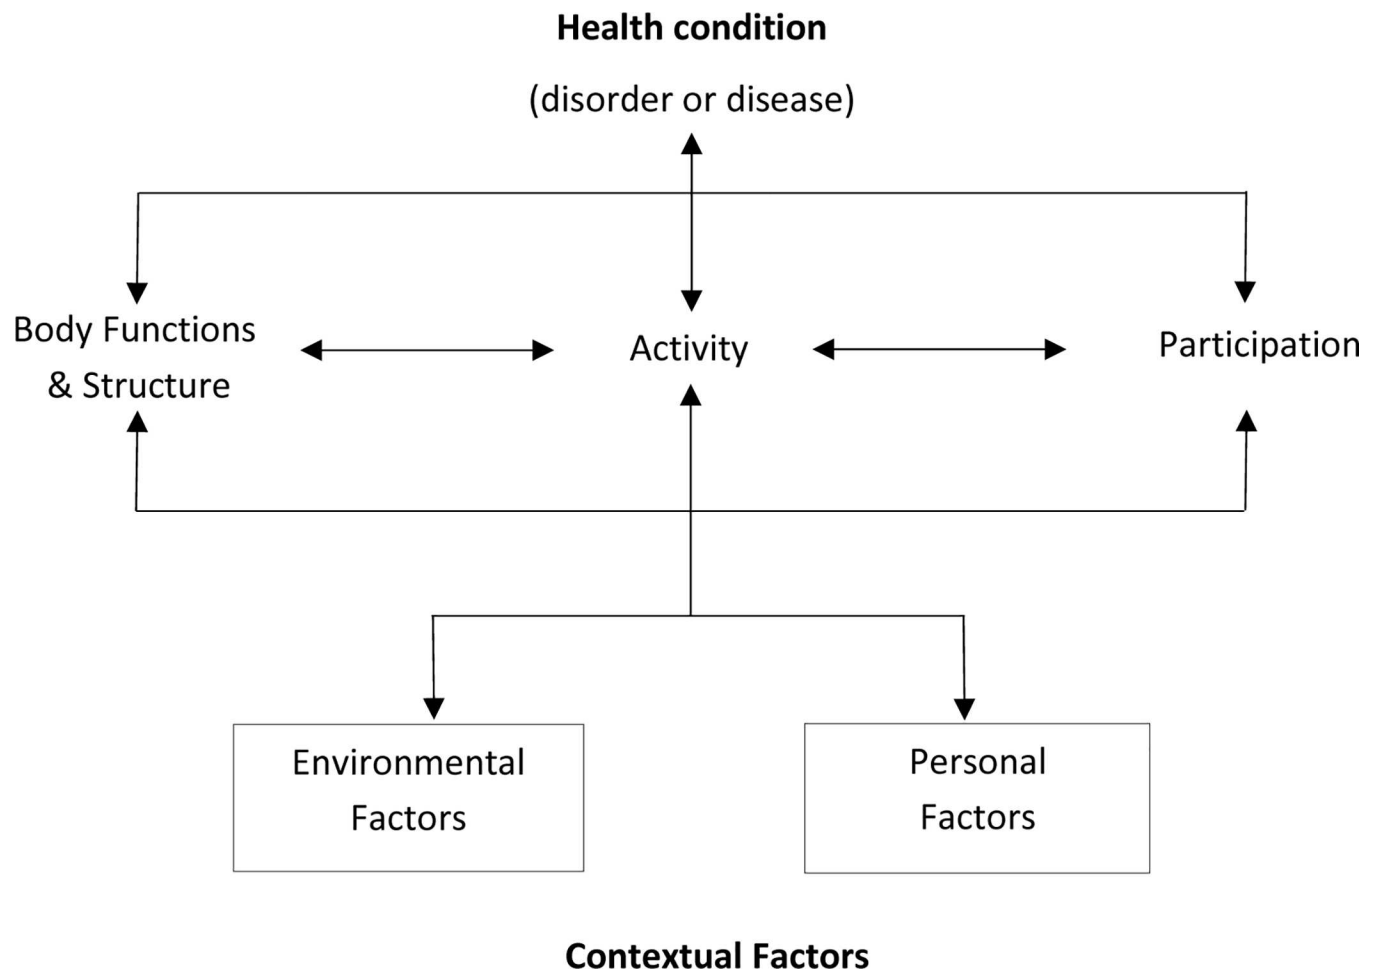 Health condition
(disorder or disease)
Body Functions
& Structure
Activity
Participation
Environmental
Factors
Personal
Factors
Contextual Factors